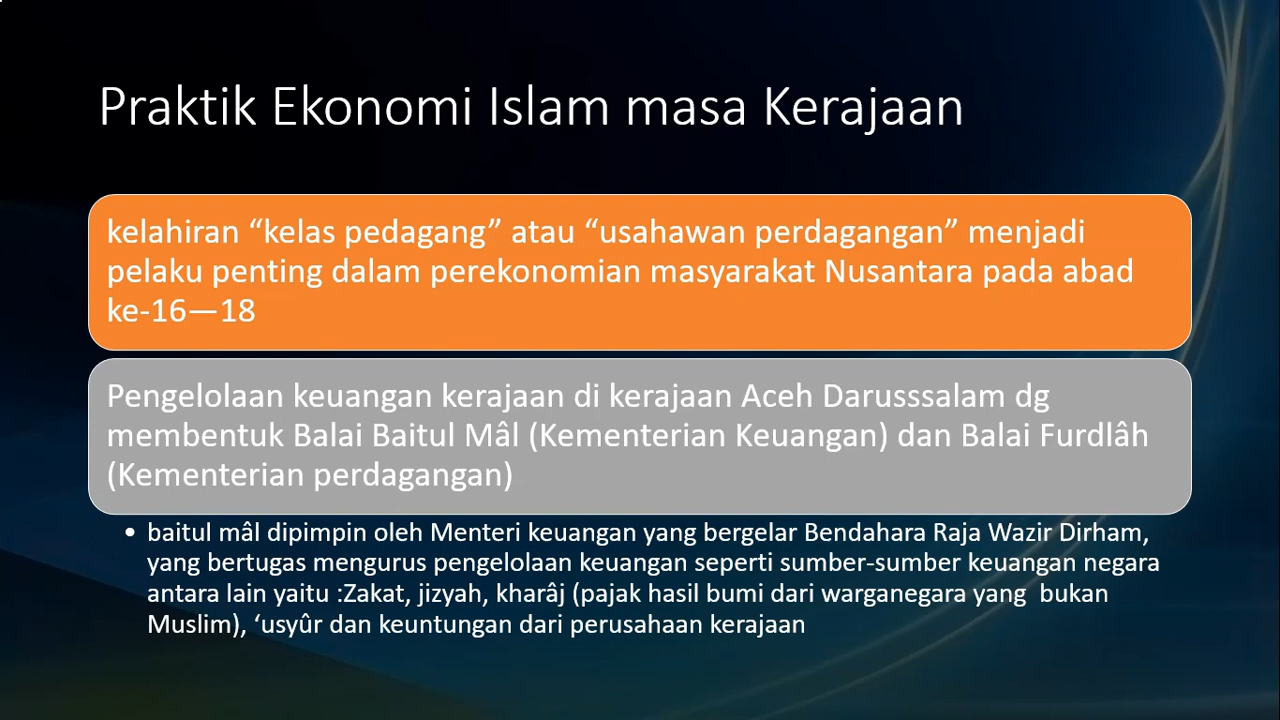 Praktik Ekonomi Islam masa Kerajaan
kelahiran “kelas pedagang” atau “usahawan perdagangan” menjadi
pelaku penting dalam perekonomian masyarakat Nusantara pada abad
ke-16—18
Pengelolaan keuangan kerajaan di kerajaan Aceh Darusssalam dg
membentuk Balai Baitul Mâl (Kementerian Keuangan) dan Balai Furdlâh
(Kementerian perdagangan)
• baitul mâl dipimpin oleh Menteri keuangan yang bergelar Bendahara Raja Wazir Dirham,
yang bertugas mengurus pengelolaan keuangan seperti sumber-sumber keuangan negara
antara lain yaitu :Zakat, jizyah, kharâj (pajak hasil bumi dari warganegara yang  bukan
Muslim), ‘usyûr dan keuntungan dari perusahaan kerajaan